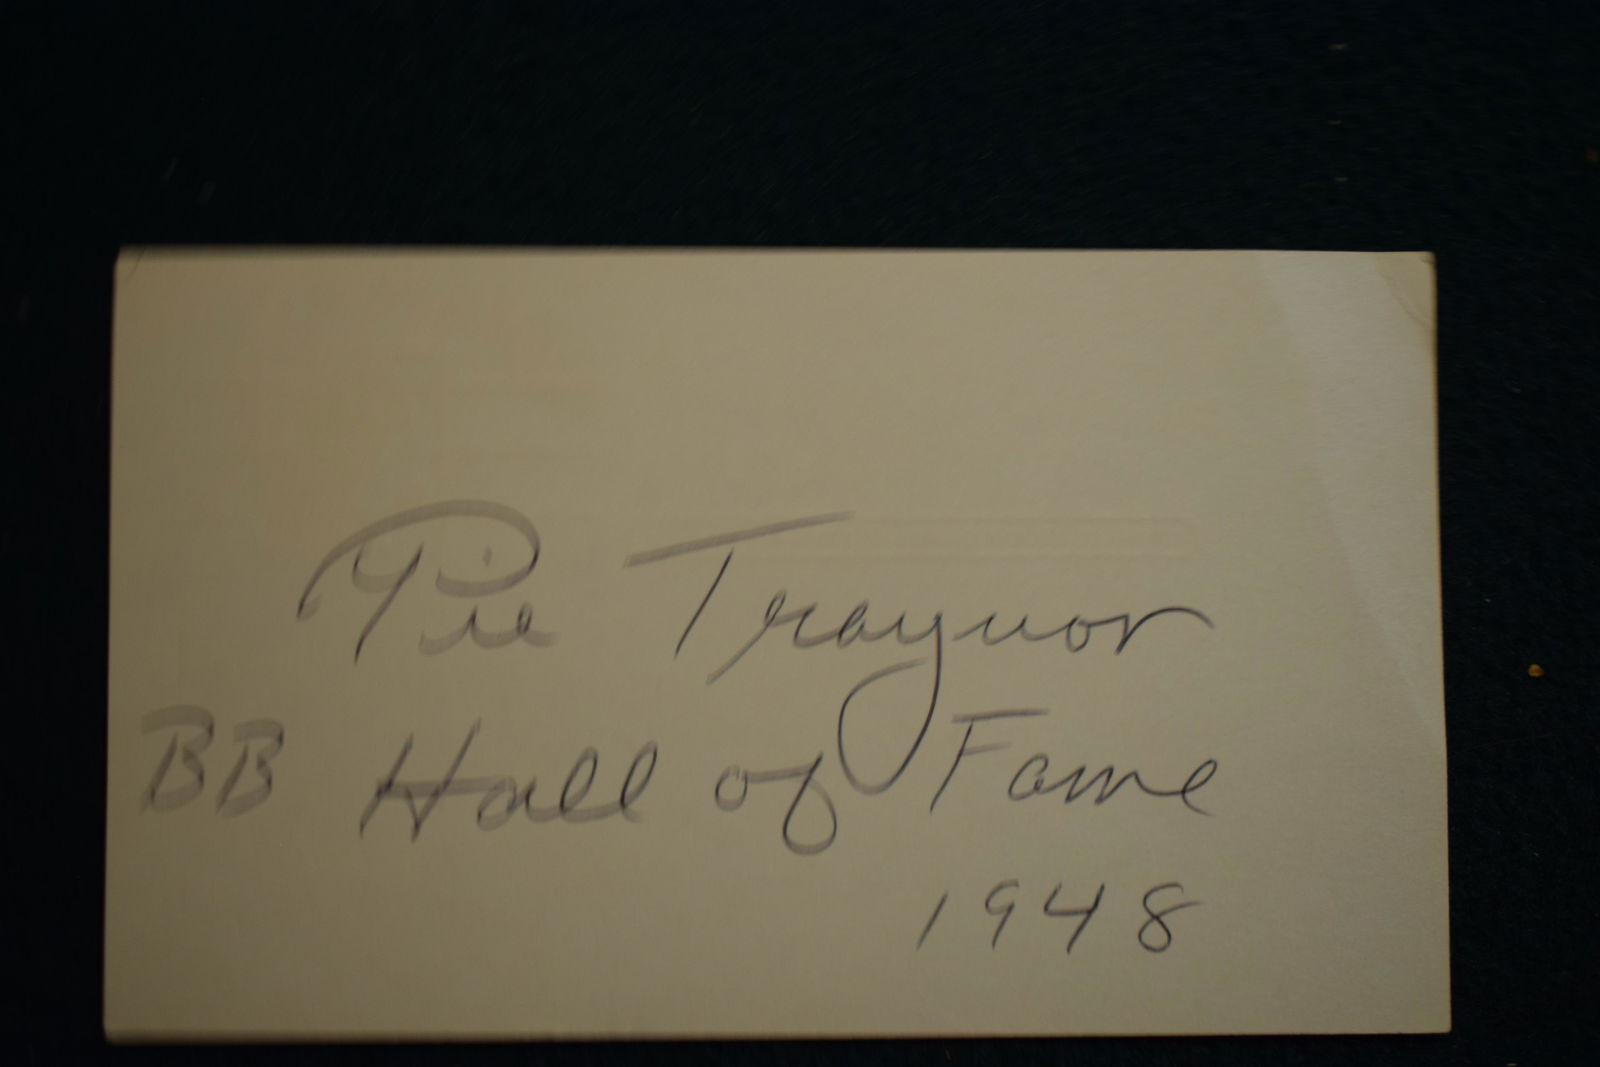 Pie Traynor
BB Hall of Fame
1948